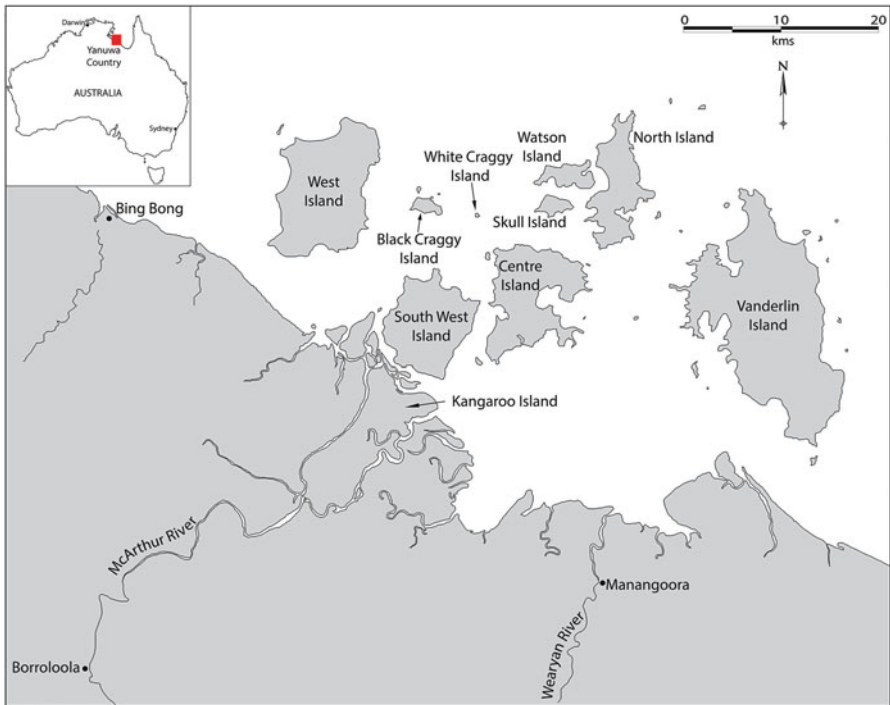 Darwin
Yanuwa
Country
AUSTRALIA
Sydney
0 10 20
kms
N
West
Island
Black Craggy
Island
White Craggy
Island
Watson
Island
North Island
Skull Island
Centre
Island
South West
Island
Vanderlin
Island
Bing Bong
Kangaroo Island
McArthur River
Manangoora
Wearyan River
Borroloola